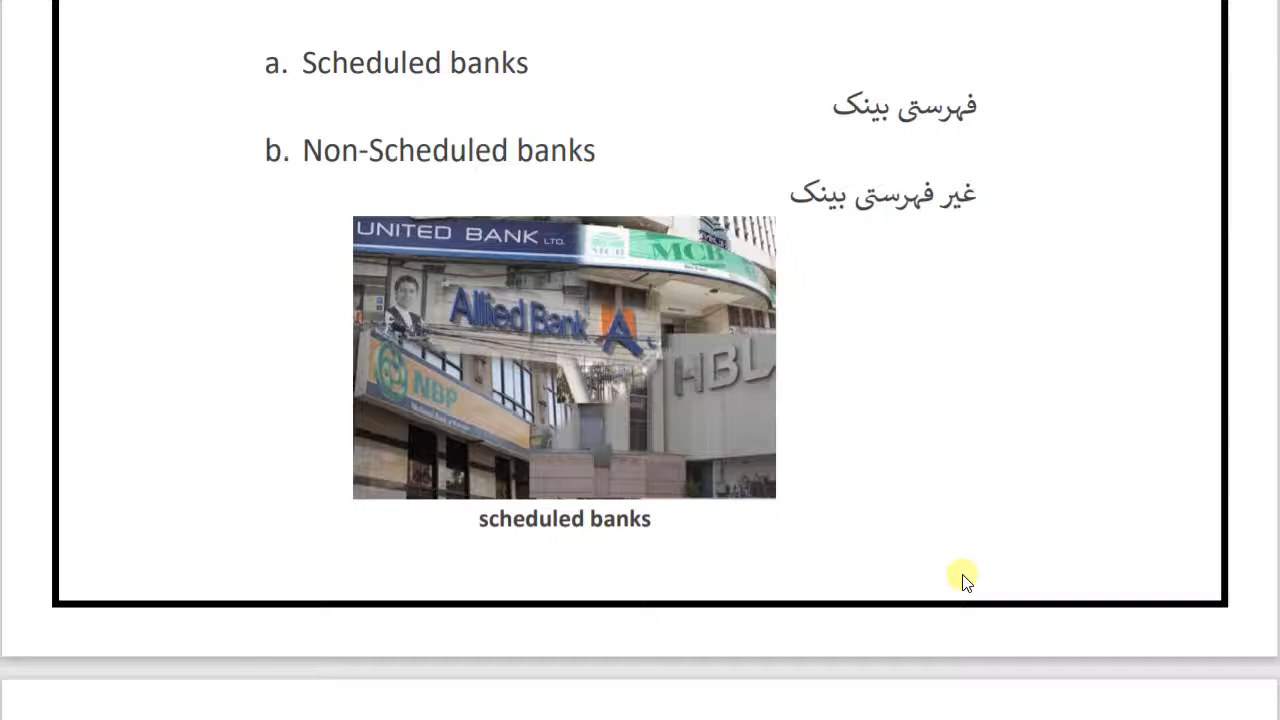 a. Scheduled banks
فہرستی بینک
b. Non-Scheduled banks
غیر فہرستی بینک
UNITED BANK LTD.
MCB
MCB
Allied Bank
HBL
NBP
scheduled banks